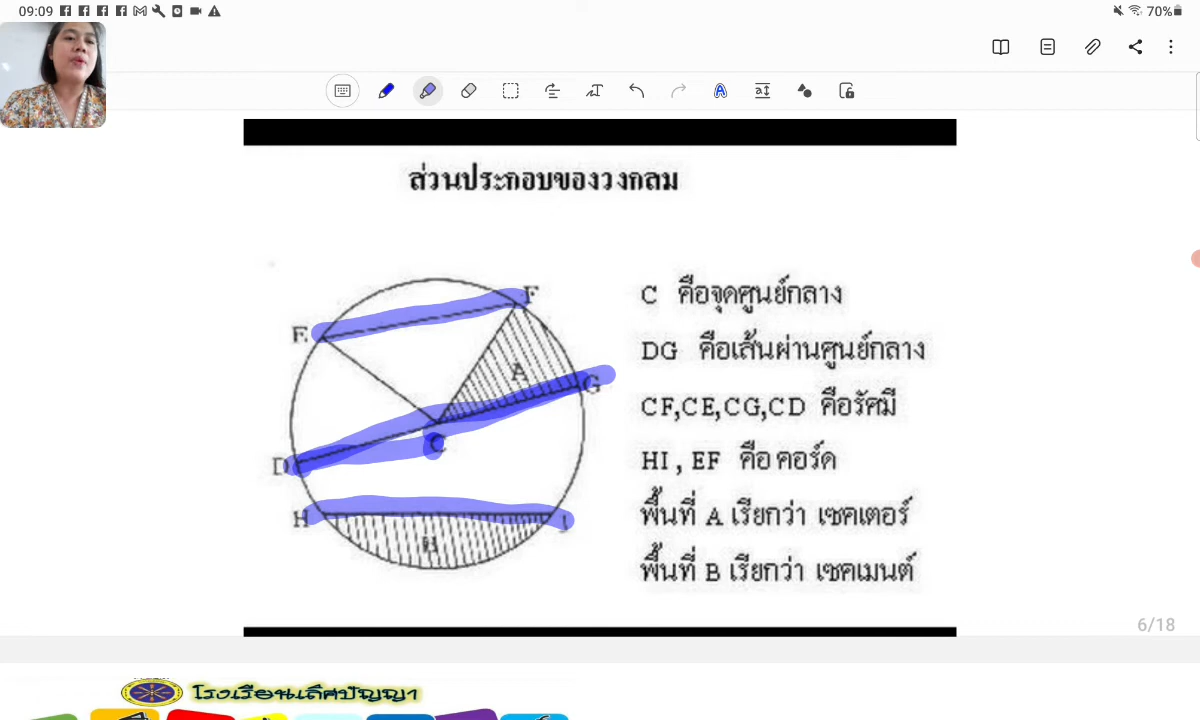 09:09
70%
ส่วนประกอบของวงกลม
F
E
A
G
C
D
H
I
B
C คือจุดศูนย์กลาง
DG คือเส้นผ่านศูนย์กลาง
CF,CE,CG,CD คือรัศมี
HI , EF คือคอร์ด
พื้นที่ A เรียกว่า เซคเตอร์
พื้นที่ B เรียกว่า เซคเมนต์
6/18
โรงเรียนเลิศปัญญา